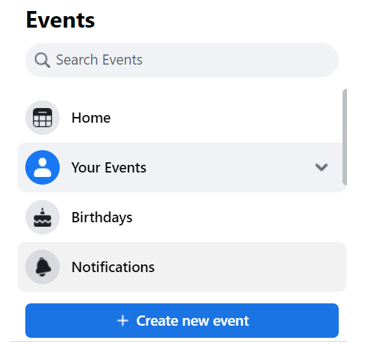 Events
Search Events
Home
Your Events
Birthdays
Notifications
+ Create new event